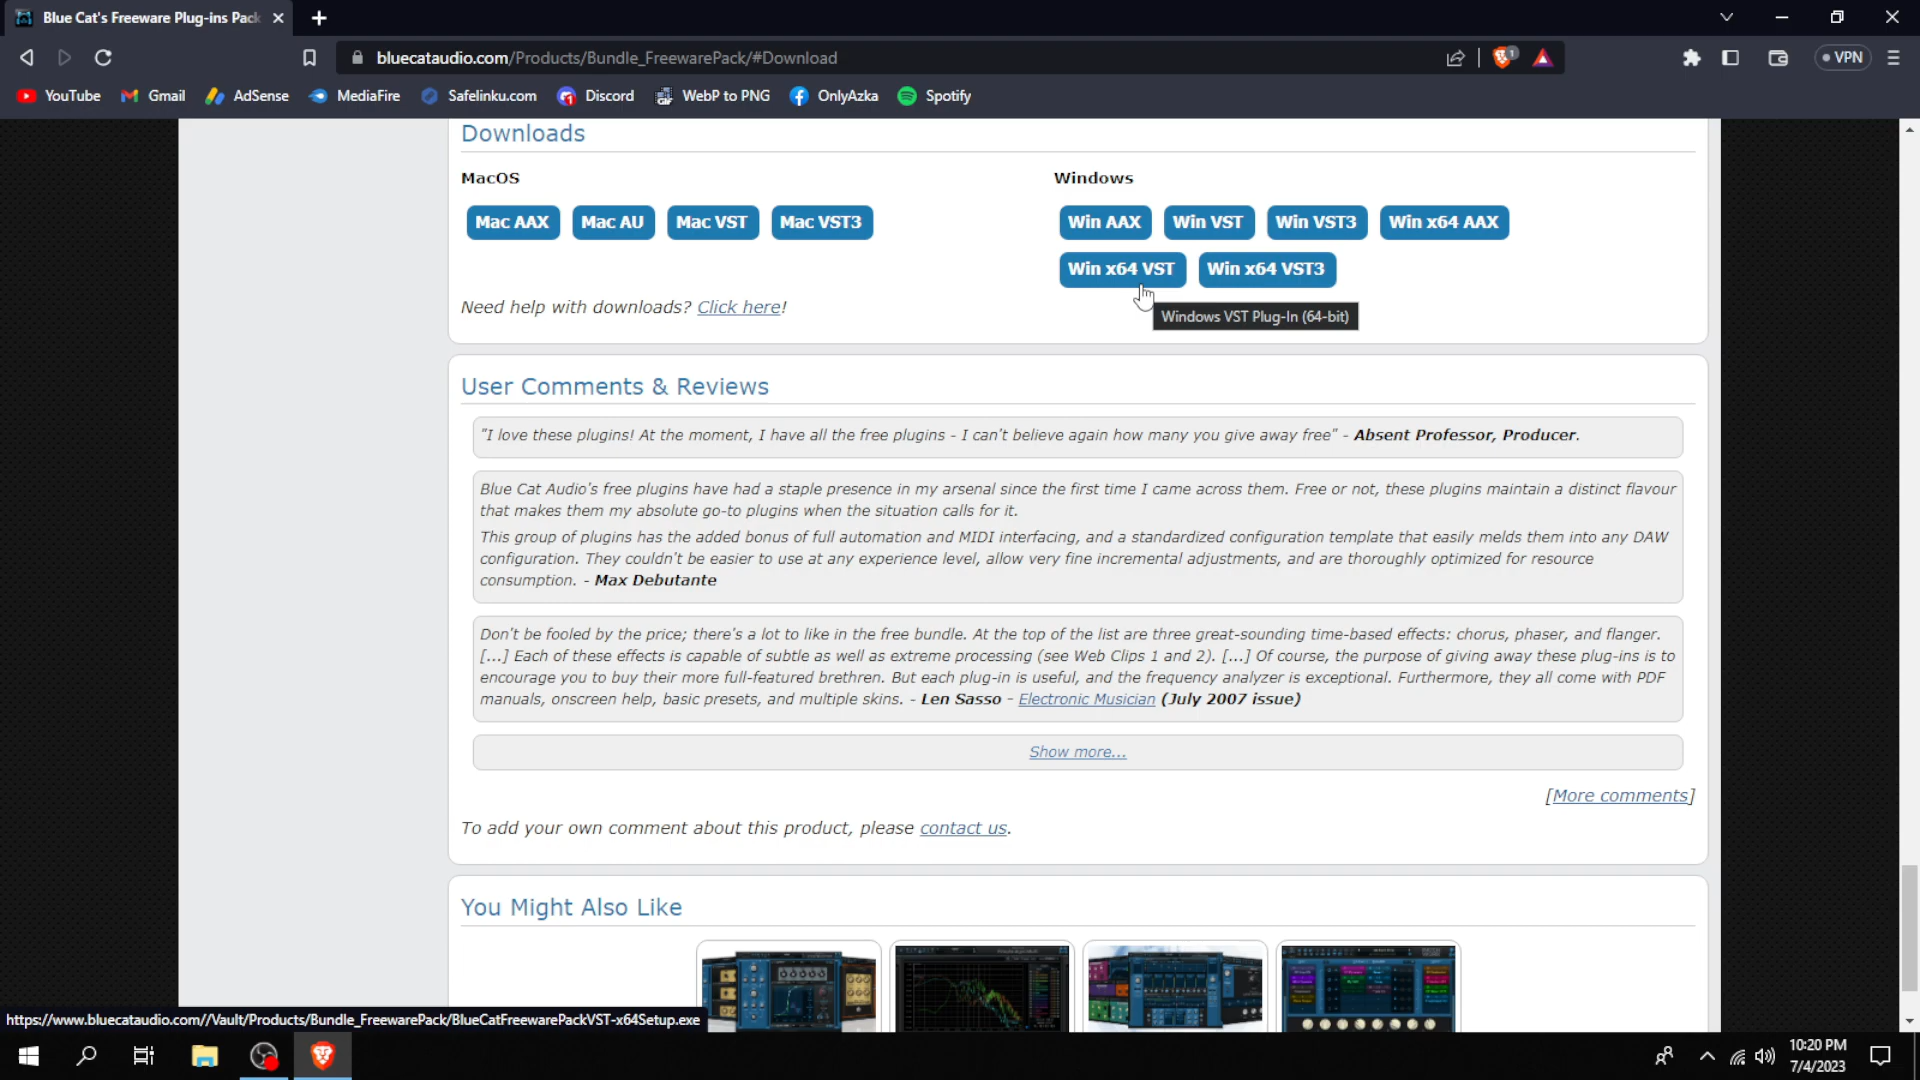 Blue Cat's Freeware Plug-ins Pack
bluecataudio.com/Products/Bundle_FreewarePack/#Download
VPN
YouTube Gmail AdSense MediaFire Safelinku.com Discord WebP to PNG OnlyAzka Spotify
Downloads
MacOS
Mac AAX Mac AU Mac VST Mac VST3
Windows
Win AAX Win VST Win VST3 Win x64 AAX
Win x64 VST Win x64 VST3
Windows VST Plug-In (64-bit)
Need help with downloads? Click here!
User Comments & Reviews
"I love these plugins! At the moment, I have all the free plugins - I can't believe again how many you give away free" - Absent Professor, Producer.
Blue Cat Audio's free plugins have had a staple presence in my arsenal since the first time I came across them. Free or not, these plugins maintain a distinct flavour
that makes them my absolute go-to plugins when the situation calls for it.
This group of plugins has the added bonus of full automation and MIDI interfacing, and a standardized configuration template that easily melds them into any DAW
configuration. They couldn't be easier to use at any experience level, allow very fine incremental adjustments, and are thoroughly optimized for resource
consumption. - Max Debutante
Don't be fooled by the price; there's a lot to like in the free bundle. At the top of the list are three great-sounding time-based effects: chorus, phaser, and flanger.
[...] Each of these effects is capable of subtle as well as extreme processing (see Web Clips 1 and 2). [...] Of course, the purpose of giving away these plug-ins is to
encourage you to buy their more full-featured brethren. But each plug-in is useful, and the frequency analyzer is exceptional. Furthermore, they all come with PDF
manuals, onscreen help, basic presets, and multiple skins. - Len Sasso - Electronic Musician (July 2007 issue)
Show more...
[More comments]
To add your own comment about this product, please contact us.
You Might Also Like
https://www.bluecataudio.com//Vault/Products/Bundle_FreewarePack/BlueCatFreewarePackVST-x64Setup.exe
10:20 PM
7/4/2023